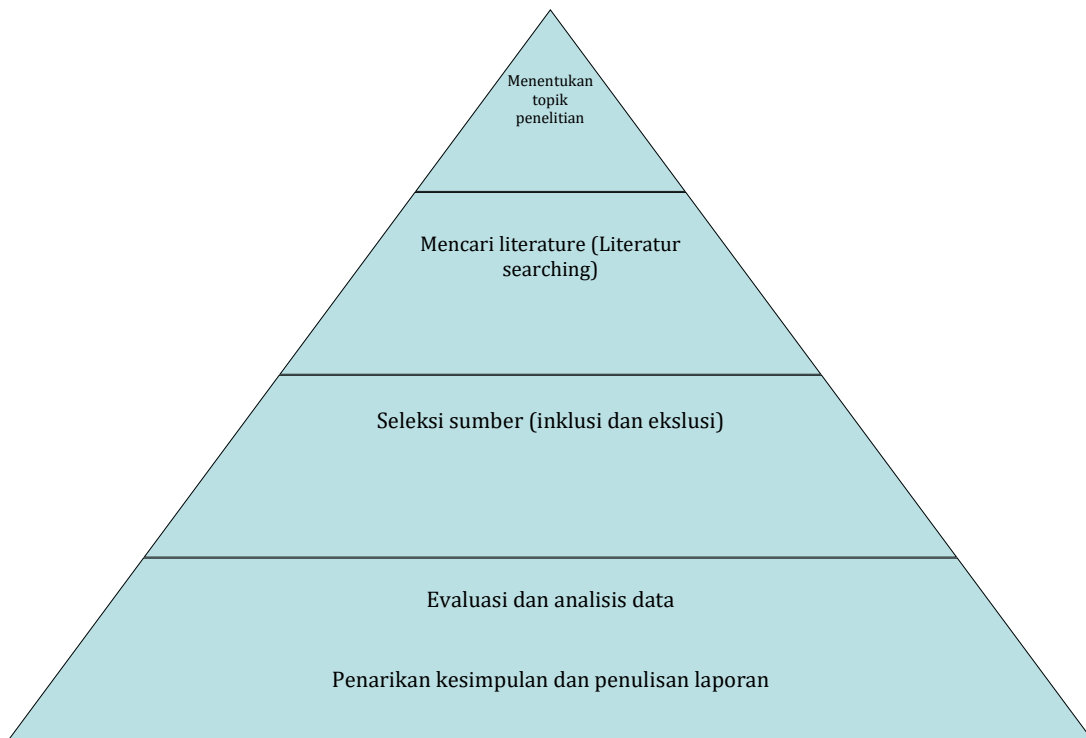 Menentukan
topik
penelitian
Mencari literature (Literatur
searching)
Seleksi sumber (inklusi dan ekslusi)
Evaluasi dan analisis data
Penarikan kesimpulan dan penulisan laporan